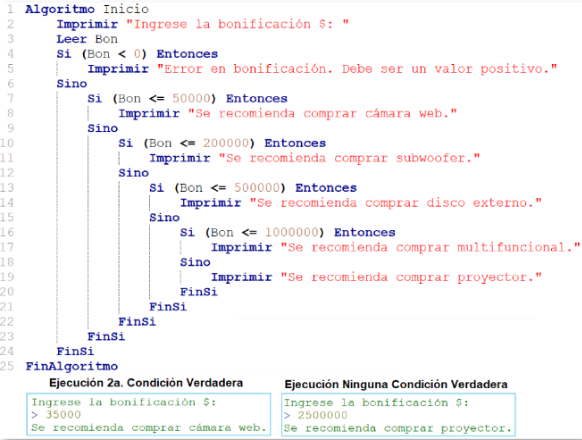 1 Algoritmo Inicio
2 Imprimir "Ingrese la bonificación $: "
3 Leer Bon
4 Si (Bon < 0) Entonces
5 Imprimir "Error en bonificación. Debe ser un valor positivo."
6 Sino
7 Si (Bon <= 50000) Entonces
8 Imprimir "Se recomienda comprar cámara web."
9 Sino
10 Si (Bon <= 200000) Entonces
11 Imprimir "Se recomienda comprar subwoofer."
12 Sino
13 Si (Bon <= 500000) Entonces
14 Imprimir "Se recomienda comprar disco externo."
15 Sino
16 Si (Bon <= 1000000) Entonces
17 Imprimir "Se recomienda comprar multifuncional."
18 Sino
19 Imprimir "Se recomienda comprar proyector."
20 FinSi
21 FinSi
22 FinSi
23 FinSi
24 FinSi
25 FinAlgoritmo
Ejecución 2a. Condición Verdadera
Ingrese la bonificación $:
> 35000
Se recomienda comprar cámara web.
Ejecución Ninguna Condición Verdadera
Ingrese la bonificación $:
> 2500000
Se recomienda comprar proyector.